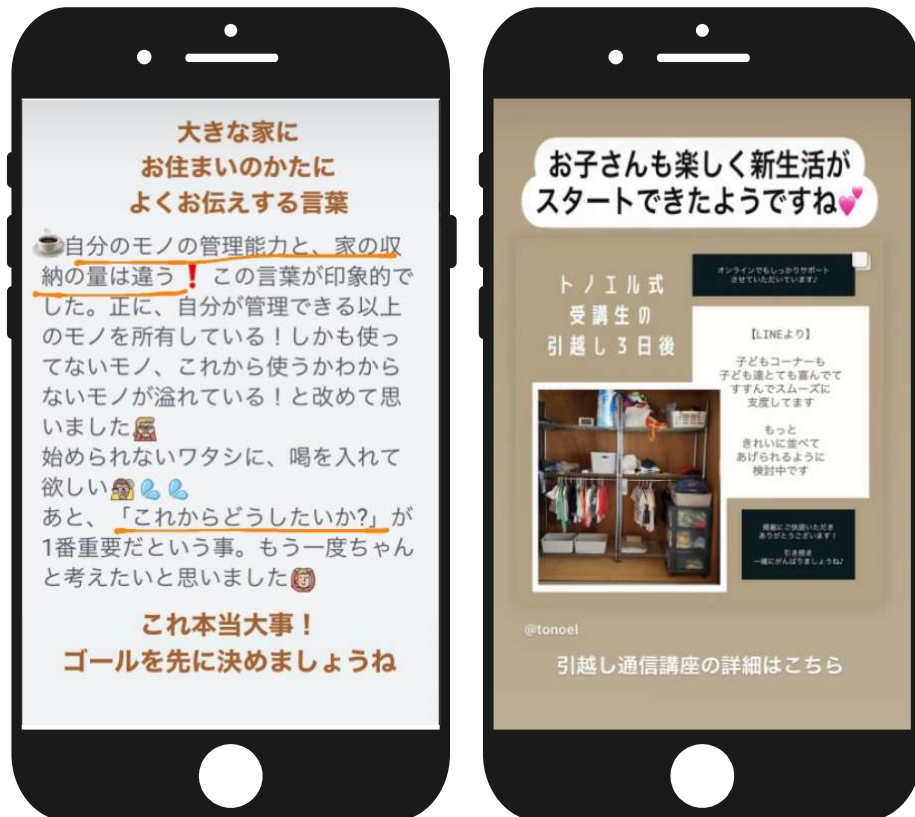 大きな家に
お住まいのかたに
よくお伝えする言葉
☕自分のモノの管理能力と、家の収
納の量は違う❗この言葉が印象的で
した。正に、自分が管理できる以上
のモノを所有している！しかも使っ
てないモノ、これから使うかわから
ないモノが溢れている！と改めて思
いました
始められないワタシに、喝を入れて
欲しい💦💦
あと、「これからどうしたいか?」が
1番重要だという事。もう一度ちゃん
と考えたいと思いました
これ本当大事！
ゴールを先に決めましょうね
お子さんも楽しく新生活が
スタートできたようですね💕
トノエル式
受講生の
引越し3日後
オンラインでもしっかりサポート
させていただいています♪
【LINEより】
子どもコーナーも
子ども達とても喜んでて
すすんでスムーズに
支度してます
もっと
きれいに並べて
あげられるように
検討中です
掲載にご快諾いただき
ありがとうございます！
引き続き
一緒にがんばりましょうね♪
@tonoel
引越し通信講座の詳細はこちら